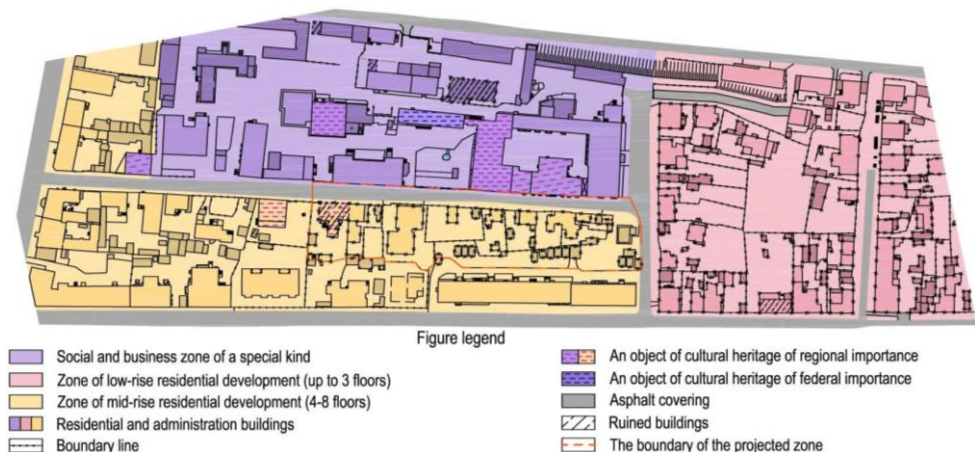 Figure legend
Social and business zone of a special kind
Zone of low-rise residential development (up to 3 floors)
Zone of mid-rise residential development (4-8 floors)
Residential and administration buildings
Boundary line
An object of cultural heritage of regional importance
An object of cultural heritage of federal importance
Asphalt covering
Ruined buildings
The boundary of the projected zone